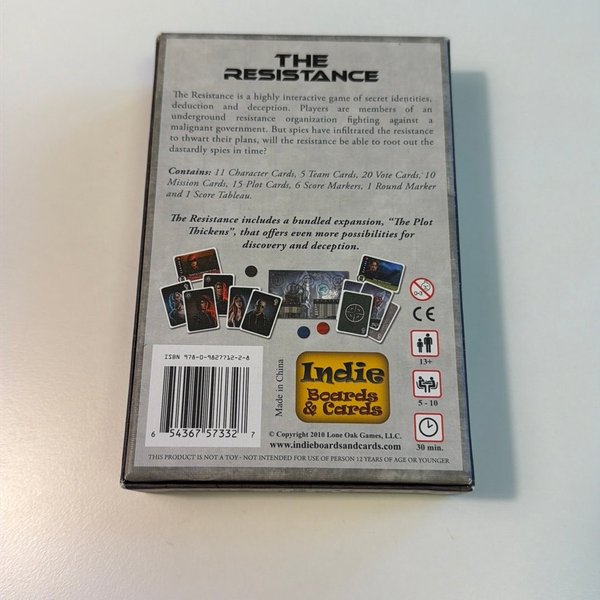 THE
RESISTANCE
The Resistance is a highly interactive game of secret identities,
deduction and deception. Players are members of an
underground resistance organization fighting against a
malignant government. But spies have infiltrated the resistance
to thwart their plans, will the resistance be able to root out the
dastardly spies in time?
Contains: 11 Character Cards, 5 Team Cards, 20 Vote Cards, 10
Mission Cards, 15 Plot Cards, 6 Score Markers, 1 Round Marker
and 1 Score Tableau.
The Resistance includes a bundled expansion, "The Plot
Thickens", that offers even more possibilities for
discovery and deception.
0-3
CE
13+
5 - 10
30 min.
ISBN 978-0-9827712-2-8
6 54367 57332 7
Made in China
Indie
Boards
& Cards
© Copyright 2010 Lone Oak Games, LLC.
www.indieboardsandcards.com
THIS PRODUCT IS NOT A TOY - NOT INTENDED FOR USE OF PERSON 12 YEARS OF AGE OR YOUNGER